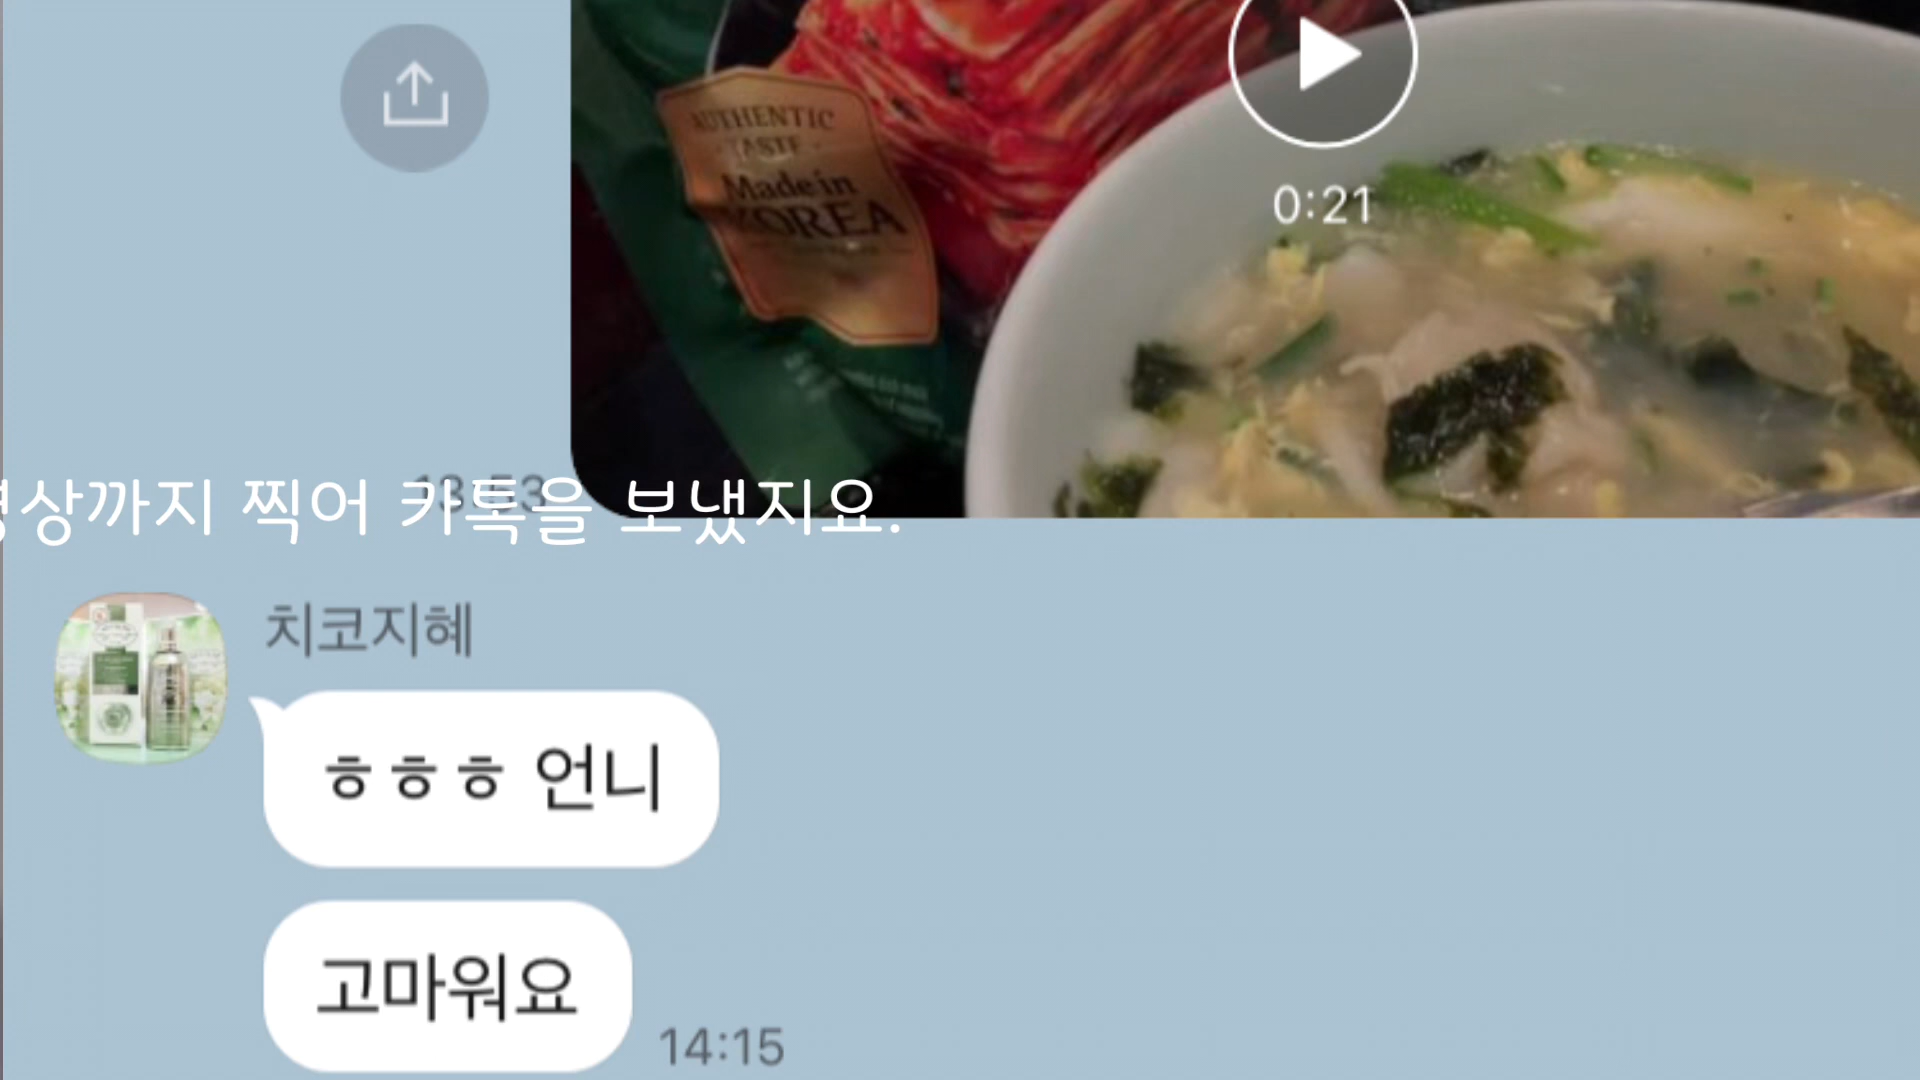 AUTHENTIC
TASTE
Made in
KOREA
0:21
영상까지 찍어 카톡을 보냈지요.
치코지혜
ㅎㅎㅎ 언니
고마워요
14:15